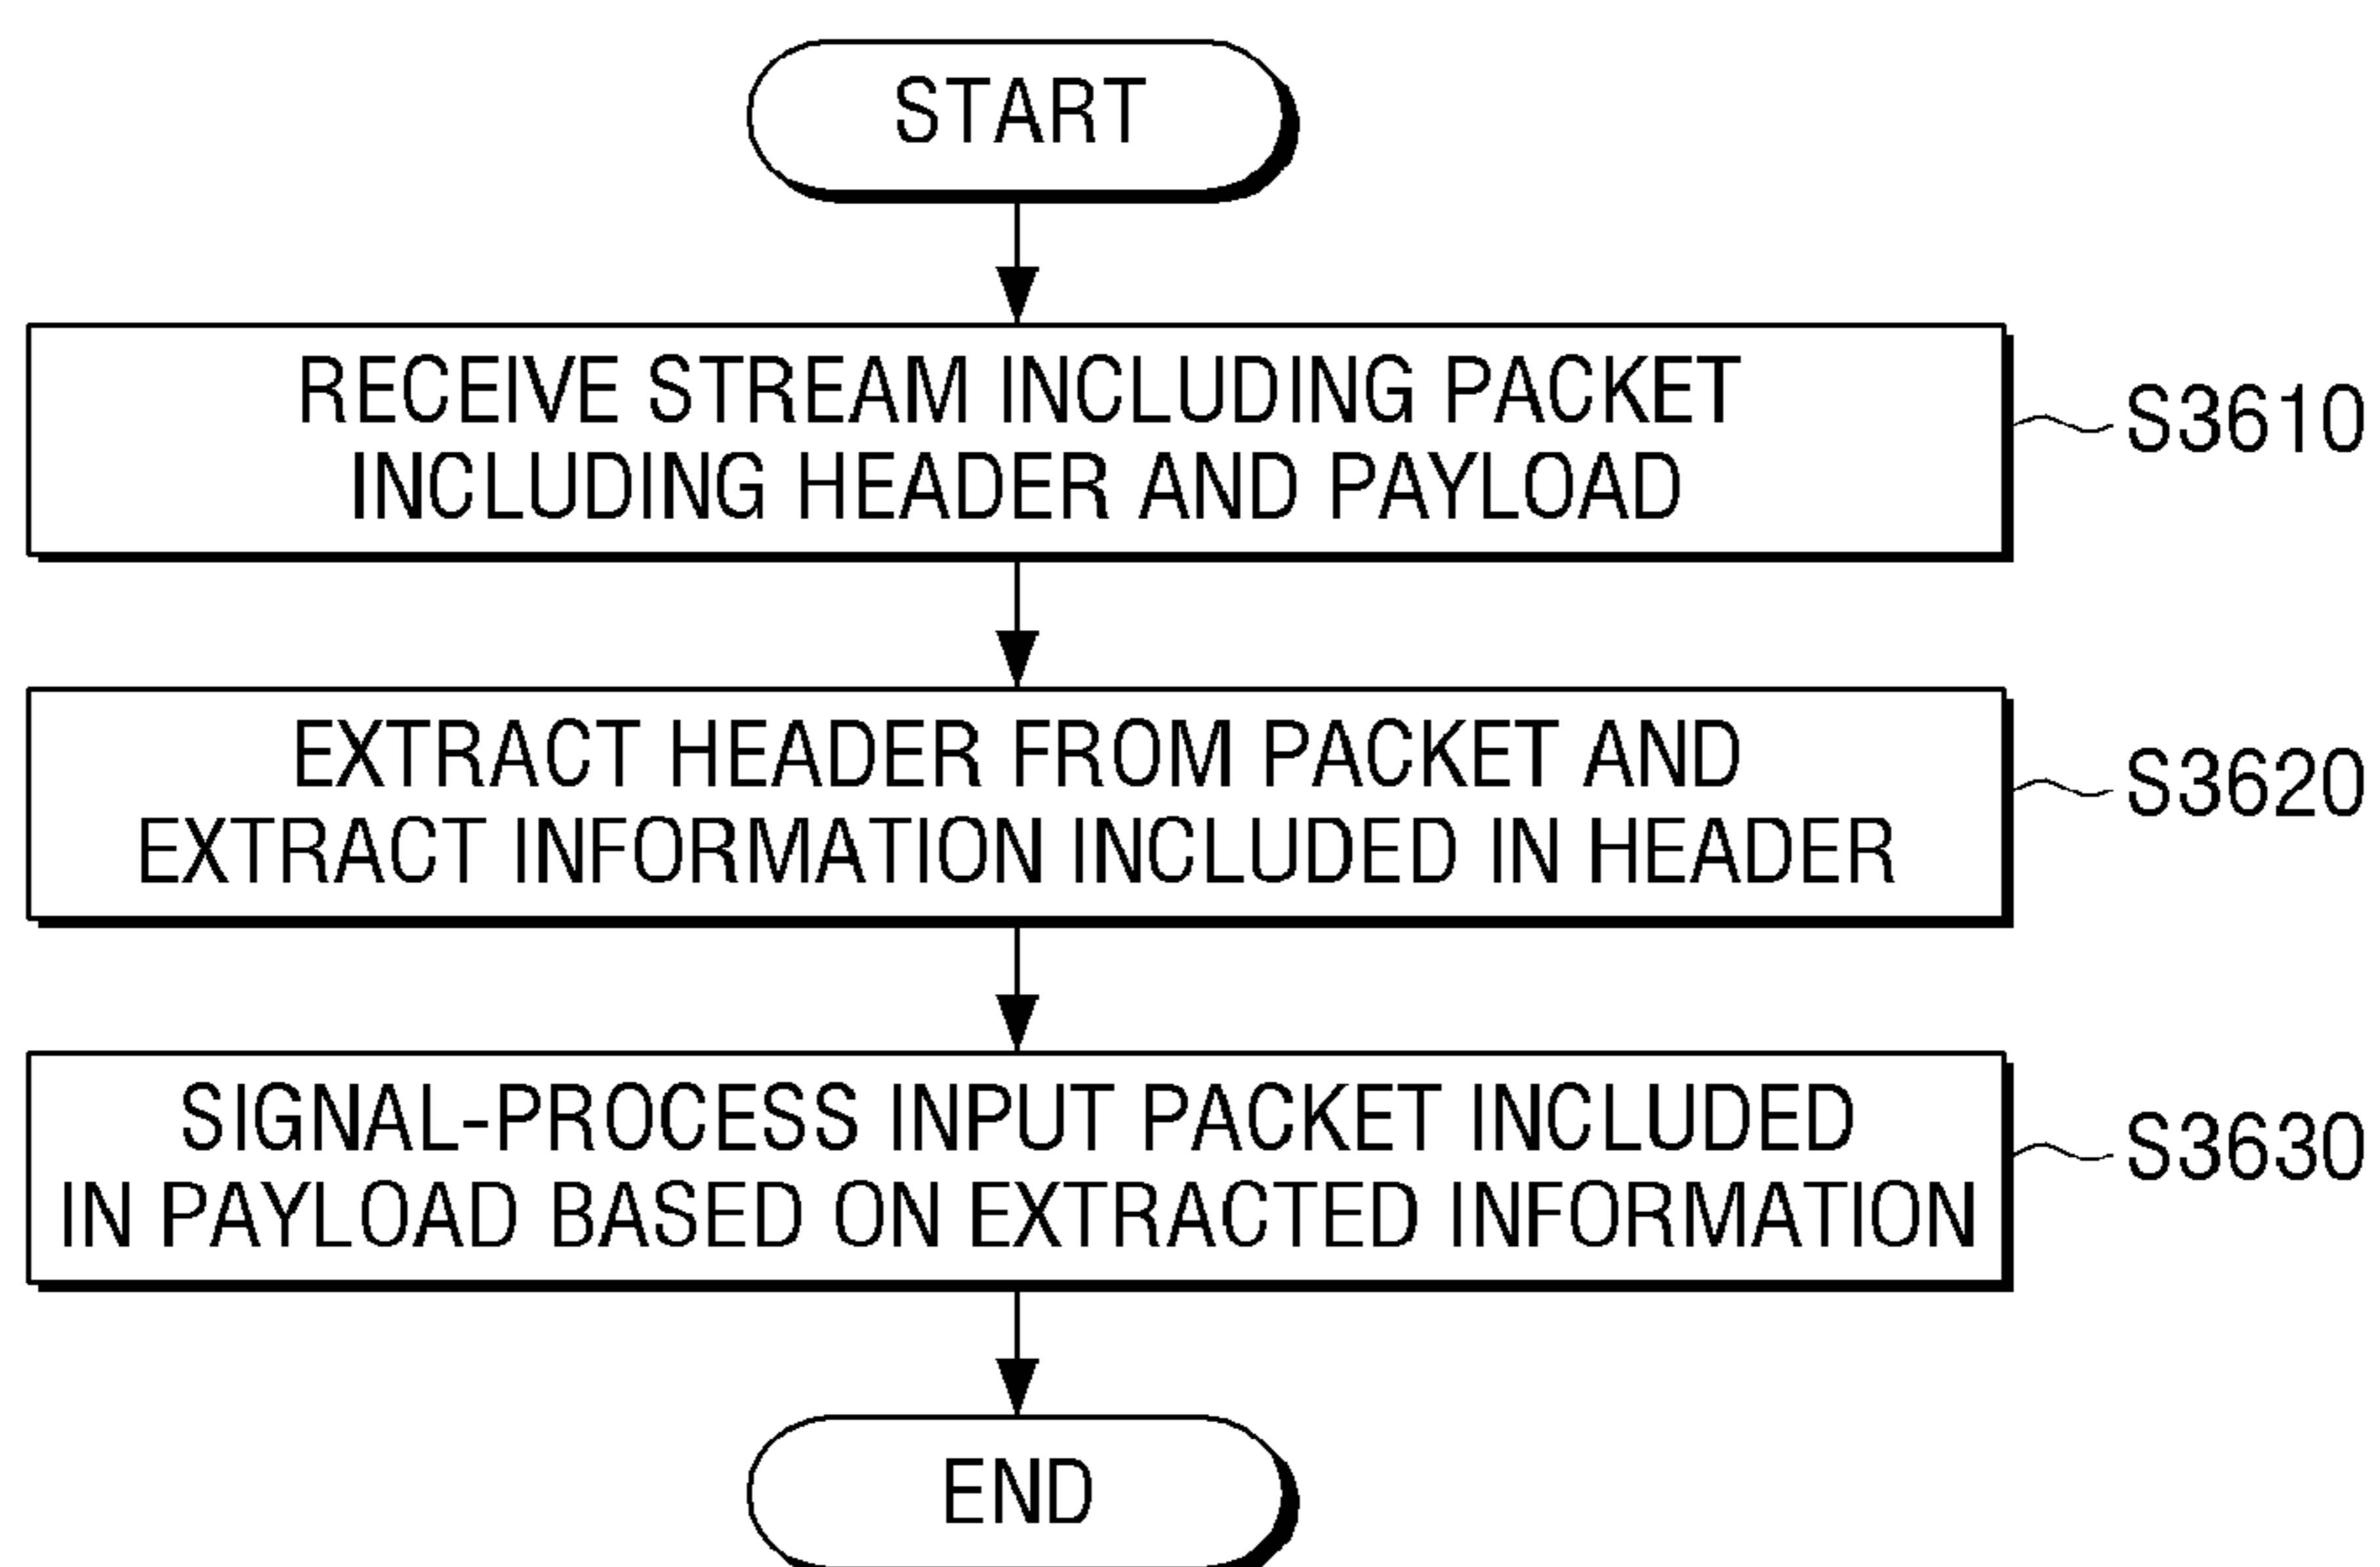 START
RECEIVE STREAM INCLUDING PACKET
INCLUDING HEADER AND PAYLOAD
S3610
EXTRACT HEADER FROM PACKET AND
EXTRACT INFORMATION INCLUDED IN HEADER
S3620
SIGNAL-PROCESS INPUT PACKET INCLUDED
IN PAYLOAD BASED ON EXTRACTED INFORMATION
S3630
END